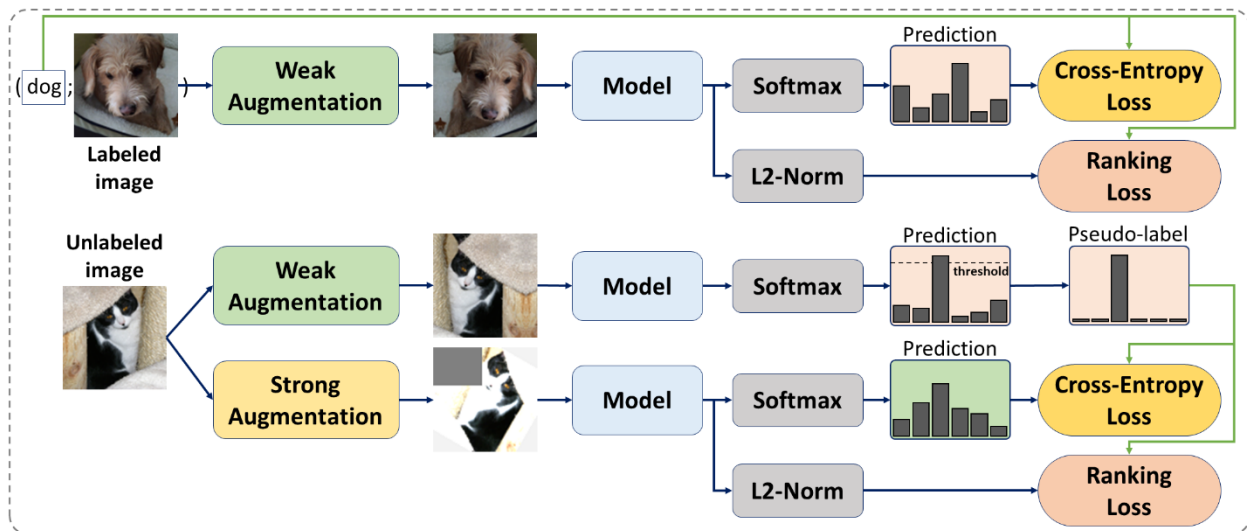 ( dog ; )
Labeled
image
Weak
Augmentation
Model
Softmax
Prediction
Cross-Entropy
Loss
L2-Norm
Ranking
Loss
Unlabeled
image
Weak
Augmentation
Model
Softmax
Prediction
threshold
Pseudo-label
Strong
Augmentation
Model
Softmax
Prediction
Cross-Entropy
Loss
L2-Norm
Ranking
Loss